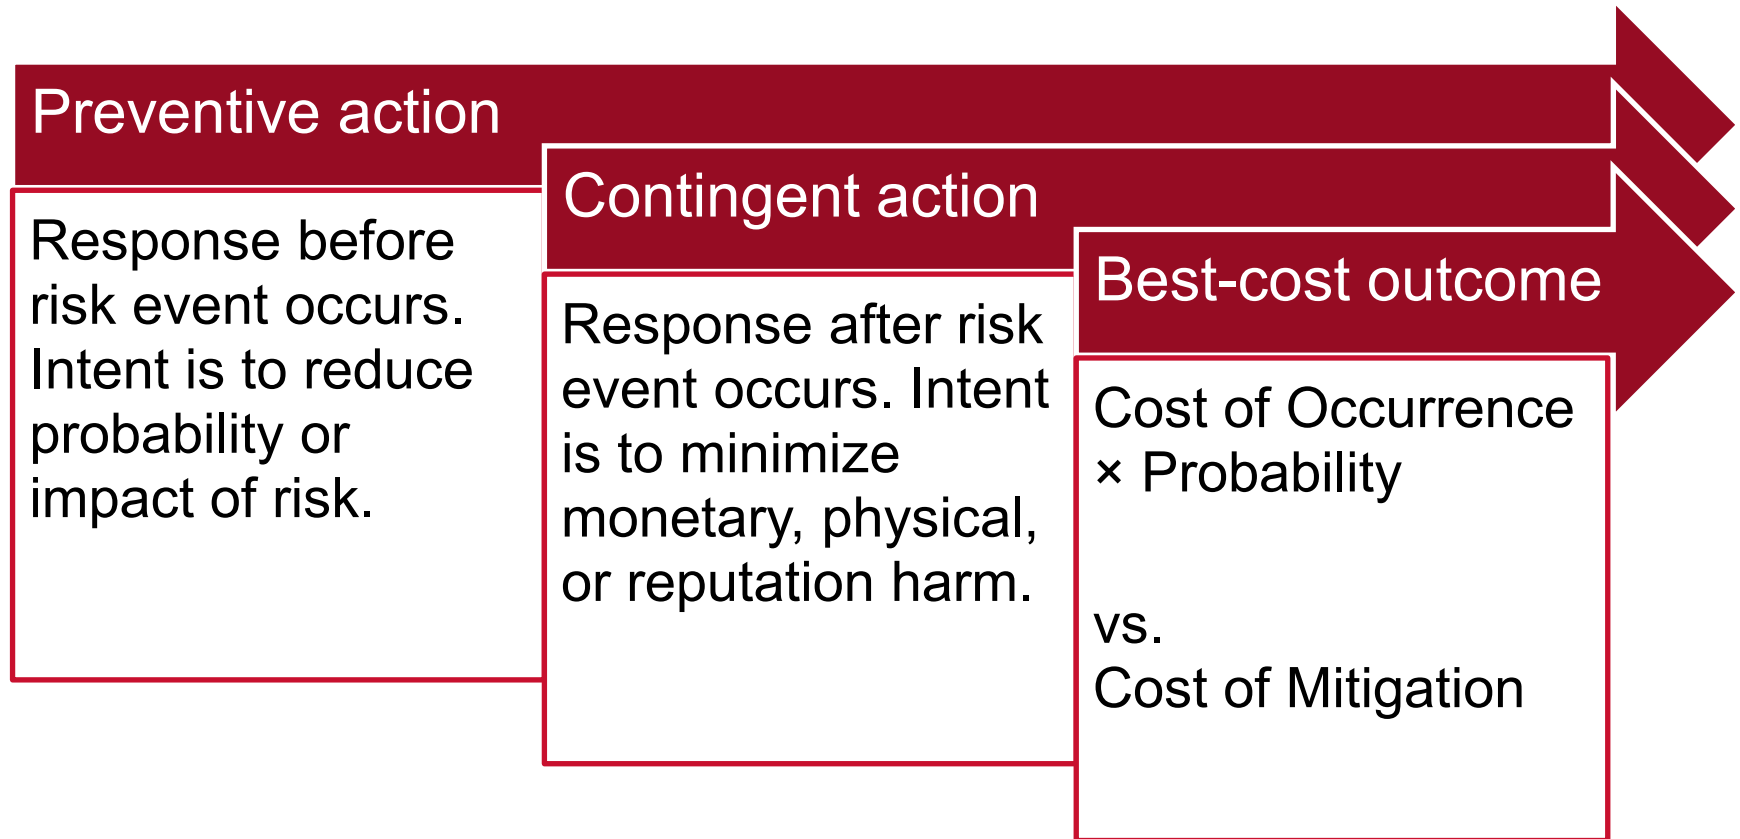 Preventive action
Response before
risk event occurs.
Intent is to reduce
probability or
impact of risk.
Contingent action
Response after risk
event occurs. Intent
is to minimize
monetary, physical,
or reputation harm.
Best-cost outcome
Cost of Occurrence
× Probability
vs.
Cost of Mitigation